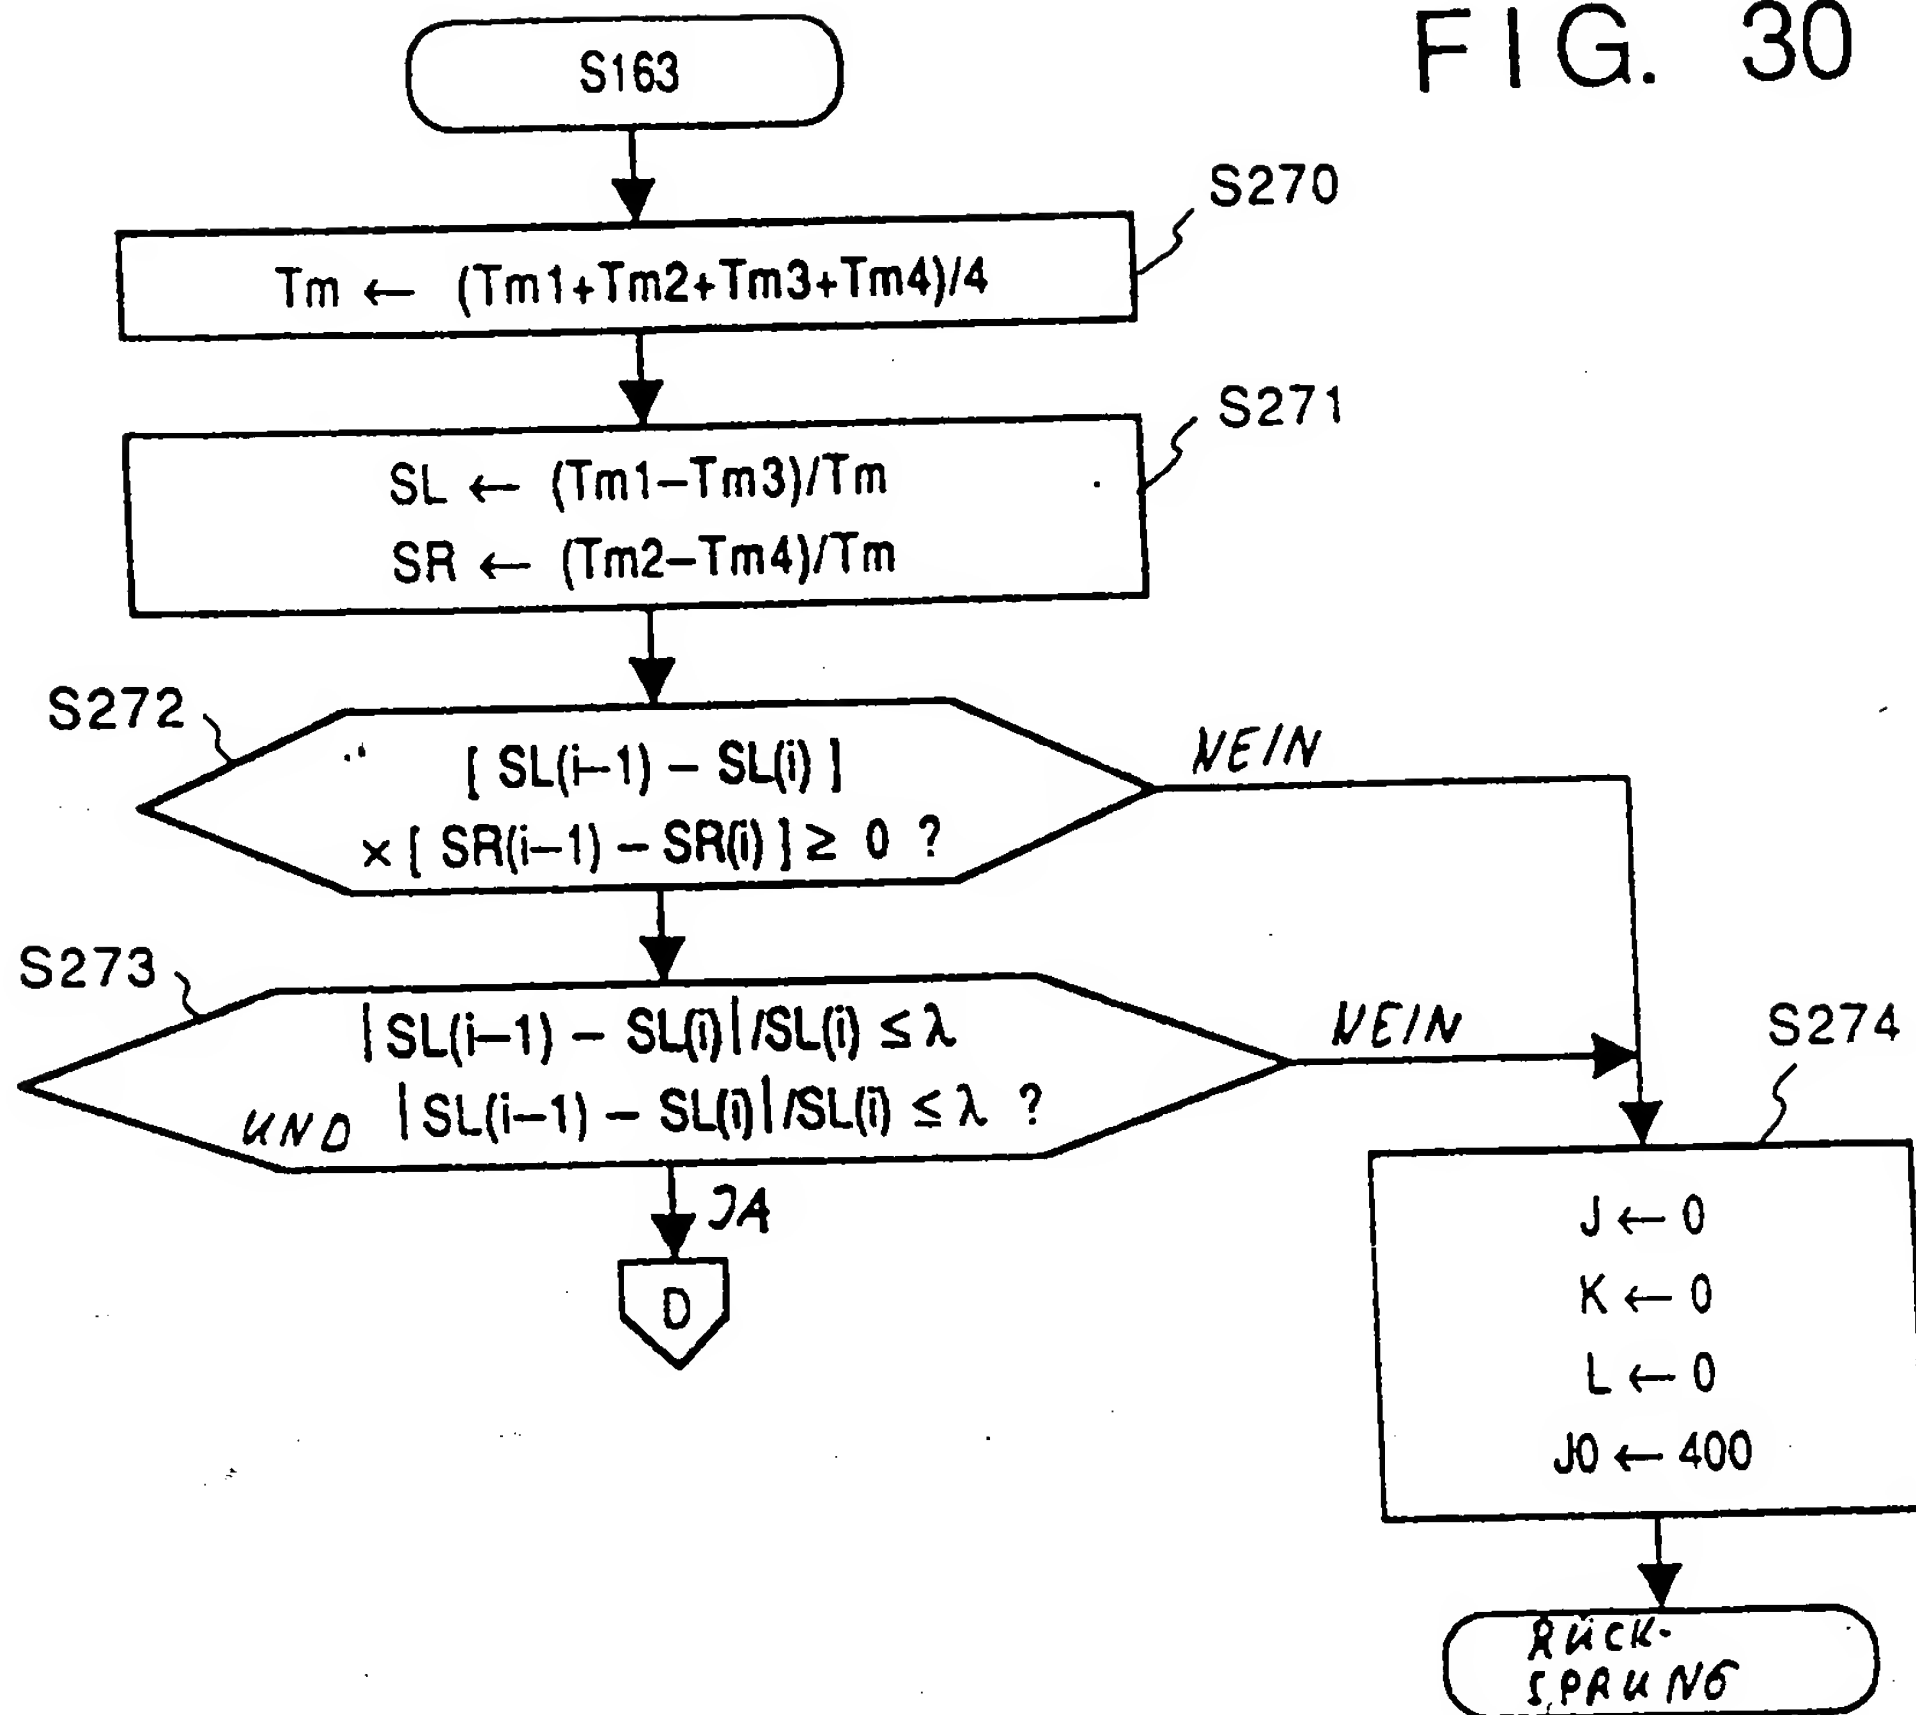 FIG. 30
S163
S270
Tm ← (Tm1+Tm2+Tm3+Tm4)/4
S271
SL ← (Tm1−Tm3)/Tm
SR ← (Tm2−Tm4)/Tm
S272
[ SL(i−1) − SL(i) ]
× [ SR(i−1) − SR(i) ] ≥ 0 ?
NEIN
S273
|SL(i−1) − SL(i)|/SL(i) ≤ λ
UND |SL(i−1) − SL(i)|/SL(i) ≤ λ ?
NEIN
JA
D
S274
J ← 0
K ← 0
L ← 0
J0 ← 400
RÜCK-
SPRUNG